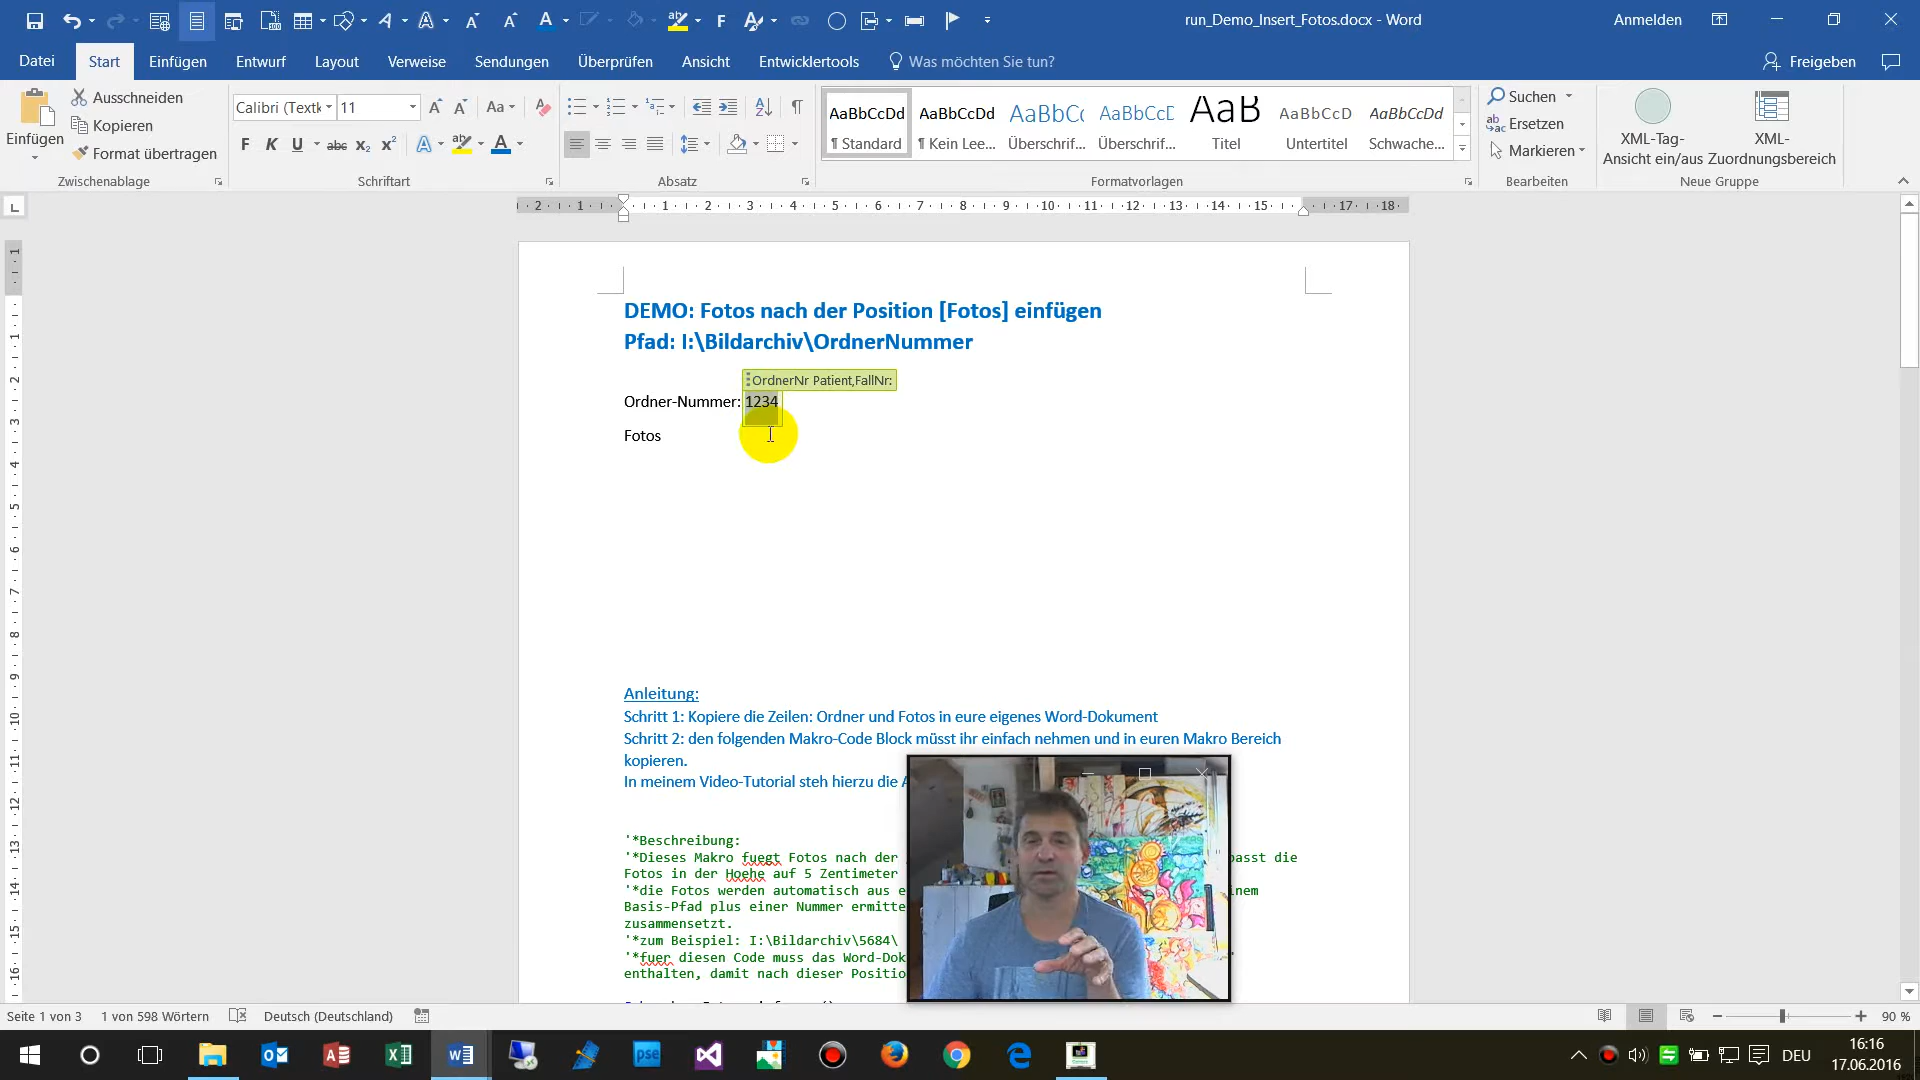 run_Demo_Insert_Fotos.docx - Word
Anmelden
Datei
Start
Einfügen
Entwurf
Layout
Verweise
Sendungen
Überprüfen
Ansicht
Entwicklertools
Was möchten Sie tun?
Freigeben
Einfügen
Ausschneiden
Kopieren
Format übertragen
Zwischenablage
Calibri (Textk
11
Schriftart
Absatz
AaBbCcDd
¶ Standard
AaBbCcDd
¶ Kein Lee...
AaBbC
Überschrif...
AaBbCcD
Überschrif...
AaB
Titel
AaBbCcD
Untertitel
AaBbCcDd
Schwache...
Formatvorlagen
Suchen
Ersetzen
Markieren
Bearbeiten
XML-Tag-
Ansicht ein/aus
XML-
Zuordnungsbereich
Neue Gruppe
DEMO: Fotos nach der Position [Fotos] einfügen
Pfad: I:\Bildarchiv\OrdnerNummer
OrdnerNr Patient,FallNr:
Ordner-Nummer: 1234
Fotos
Anleitung:
Schritt 1: Kopiere die Zeilen: Ordner und Fotos in eure eigenes Word-Dokument
Schritt 2: den folgenden Makro-Code Block müsst ihr einfach nehmen und in euren Makro Bereich
kopieren.
In meinem Video-Tutorial steh hierzu die
'*Beschreibung:
'*Dieses Makro fuegt Fotos nach der passt die
Fotos in der Hoehe auf 5 Zentimeter
'*die Fotos werden automatisch aus
Basis-Pfad plus einer Nummer
zusammensetzt.
'*zum Beispiel: I:\Bildarchiv\5684\
'*fuer diesen Code muss das
enthalten, damit nach dieser
Seite 1 von 3
1 von 598 Wörtern
Deutsch (Deutschland)
90 %
DEU
16:16
17.06.2016